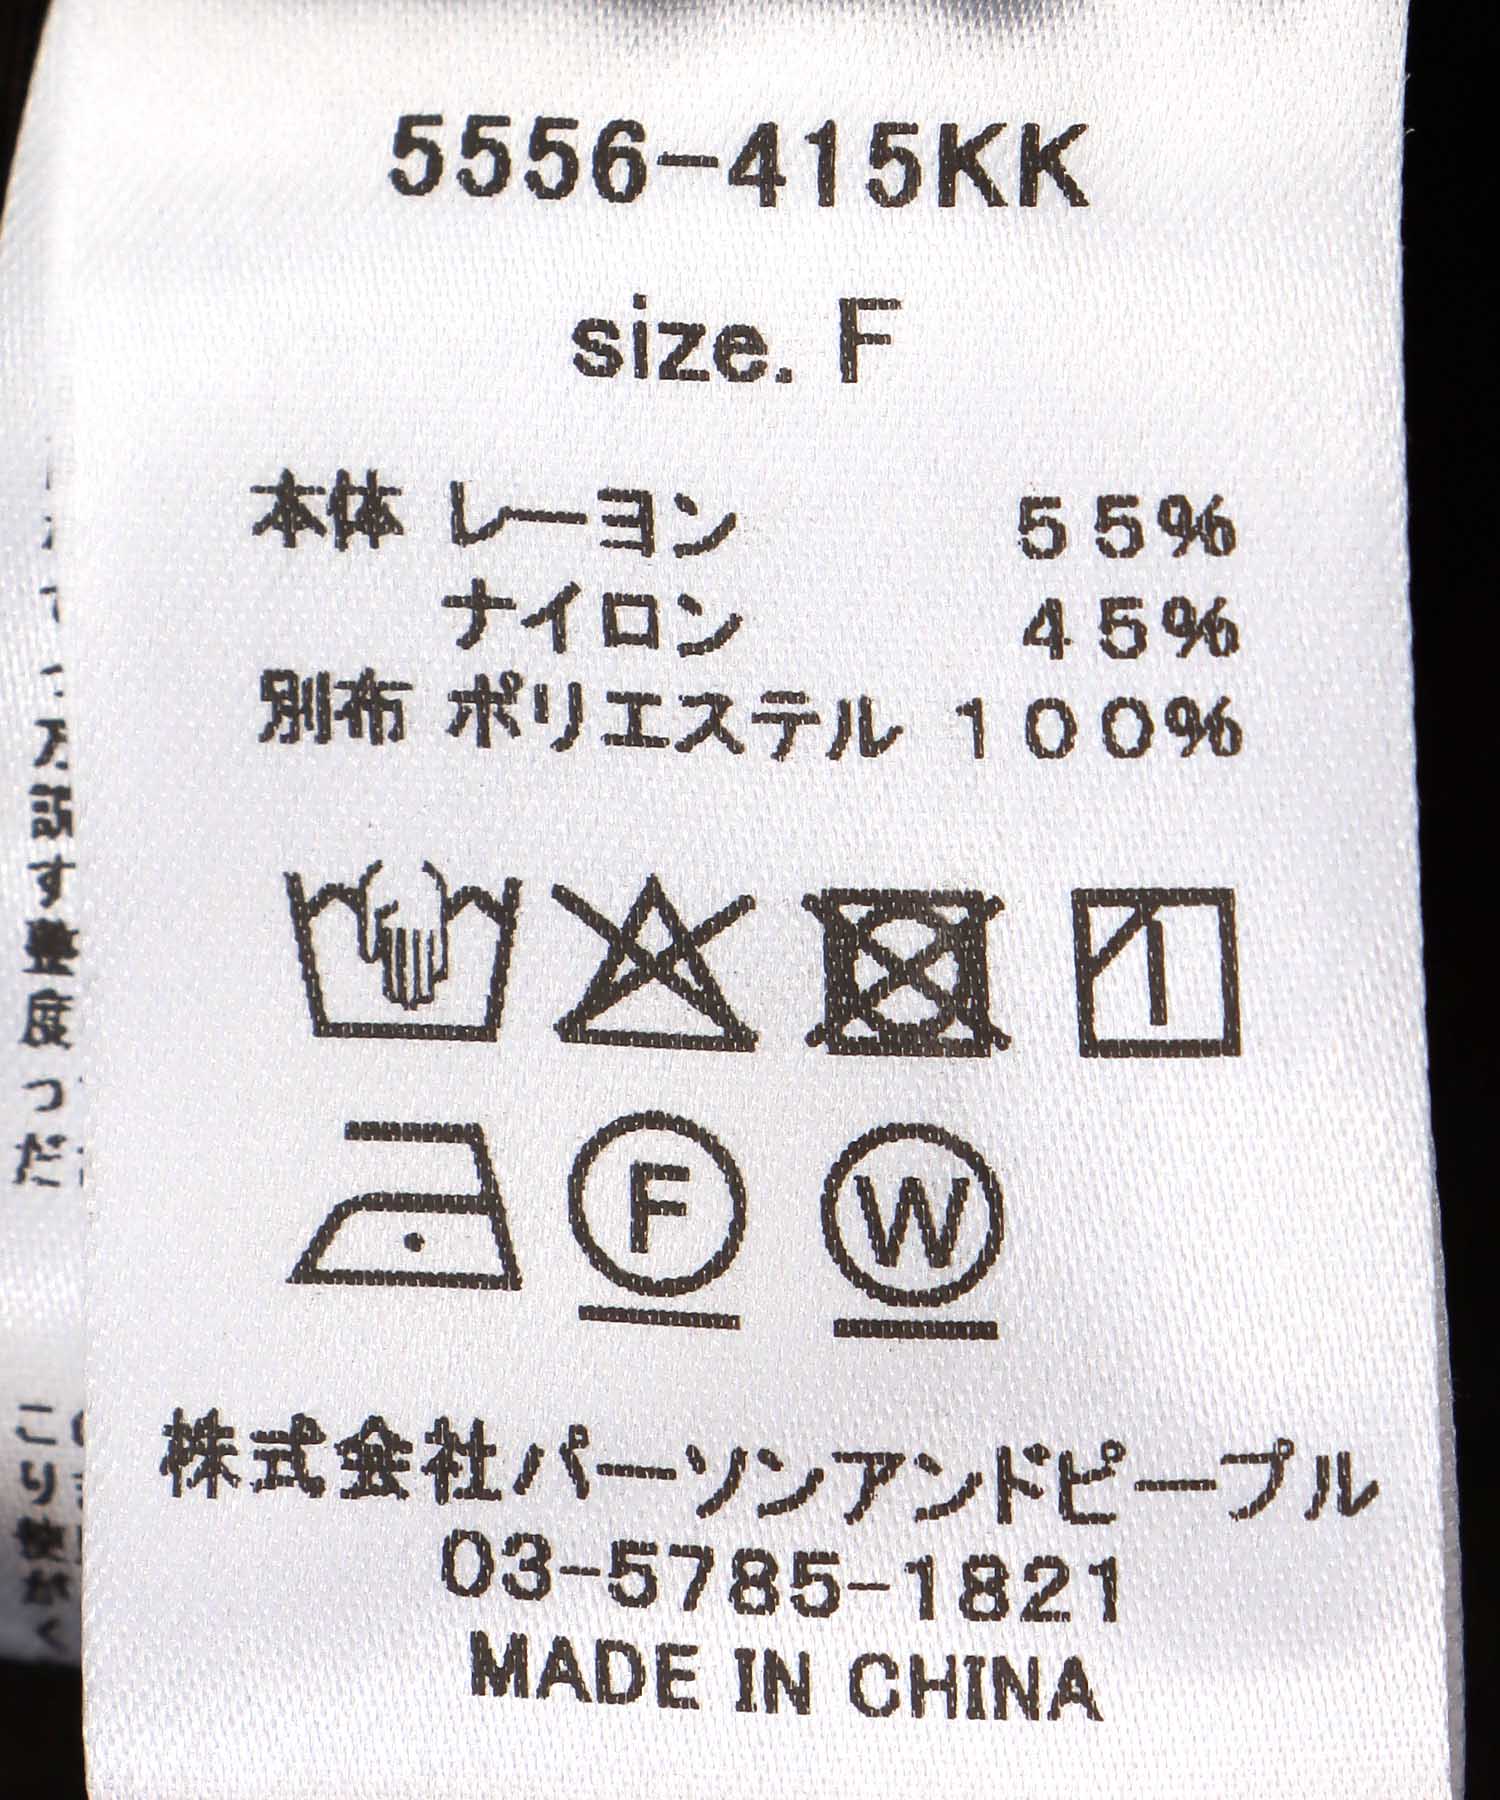 5556-415KK
size. F
本体 レーヨン 55%
ナイロン 45%
別布 ポリエステル 100%
F W
株式会社パーソンアンドピープル
03-5785-1821
MADE IN CHINA